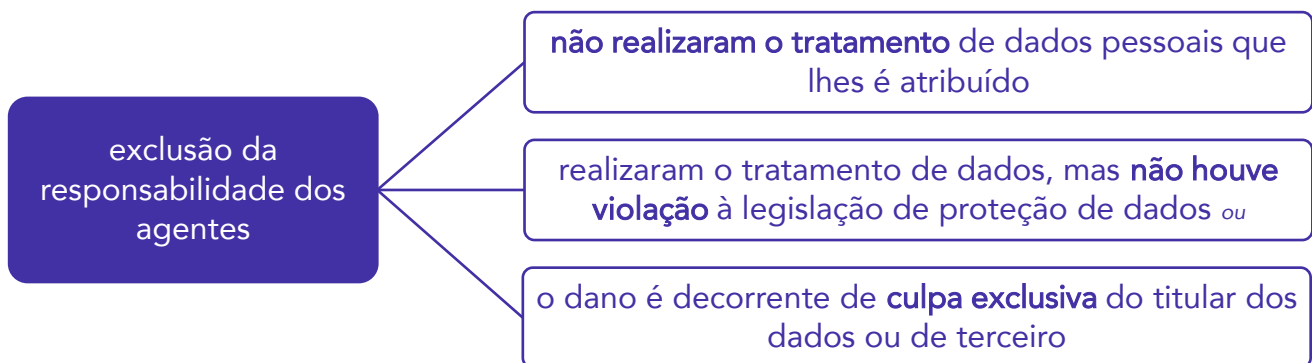 exclusão da
responsabilidade dos
agentes
não realizaram o tratamento de dados pessoais que
lhes é atribuído
realizaram o tratamento de dados, mas não houve
violação à legislação de proteção de dados ou
o dano é decorrente de culpa exclusiva do titular dos
dados ou de terceiro